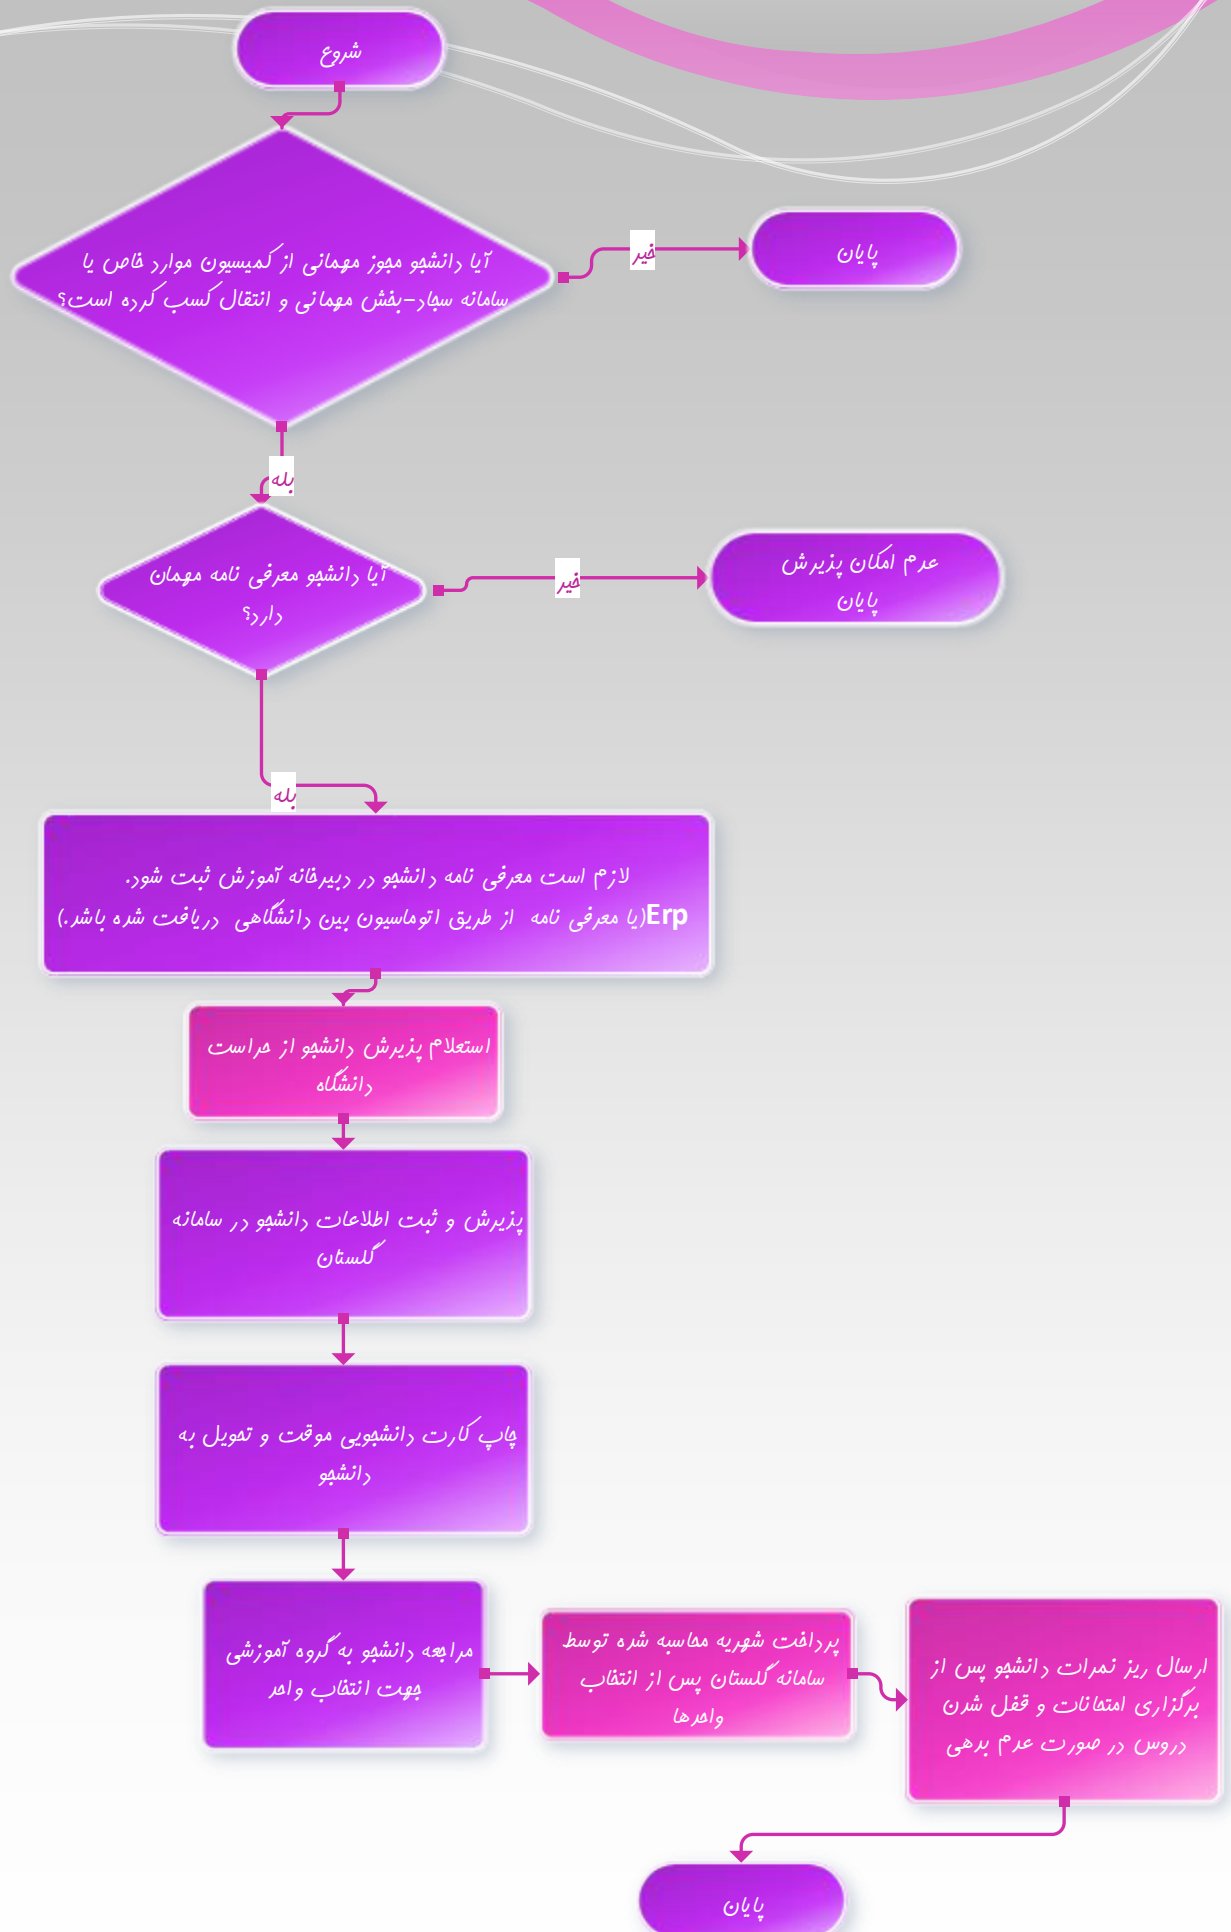 شروع
آیا دانشجو مجوز مهمانی از کمیسیون موارد خاص یا
سامانه سجاد-بخش مهمانی و انتقال کسب کرده است؟
خیر
پایان
بله
آیا دانشجو معرفی نامه مهمان
دارد؟
خیر
عدم امکان پذیرش
پایان
بله
لازم است معرفی نامه دانشجو در دبیرخانه آموزش ثبت شود.
Erp(یا معرفی نامه از طریق اتوماسیون بین دانشگاهی دریافت شده باشد.)
استعلام پذیرش دانشجو از حراست
دانشگاه
پذیرش و ثبت اطلاعات دانشجو در سامانه
گلستان
چاپ کارت دانشجویی موقت و تحویل به
دانشجو
مراجعه دانشجو به گروه آموزشی
جهت انتخاب واحد
پرداخت شهریه محاسبه شده توسط
سامانه گلستان پس از انتخاب
واحدها
ارسال ریز نمرات دانشجو پس از
برگزاری امتحانات و قفل شدن
دروس در صورت عدم بدهی
پایان